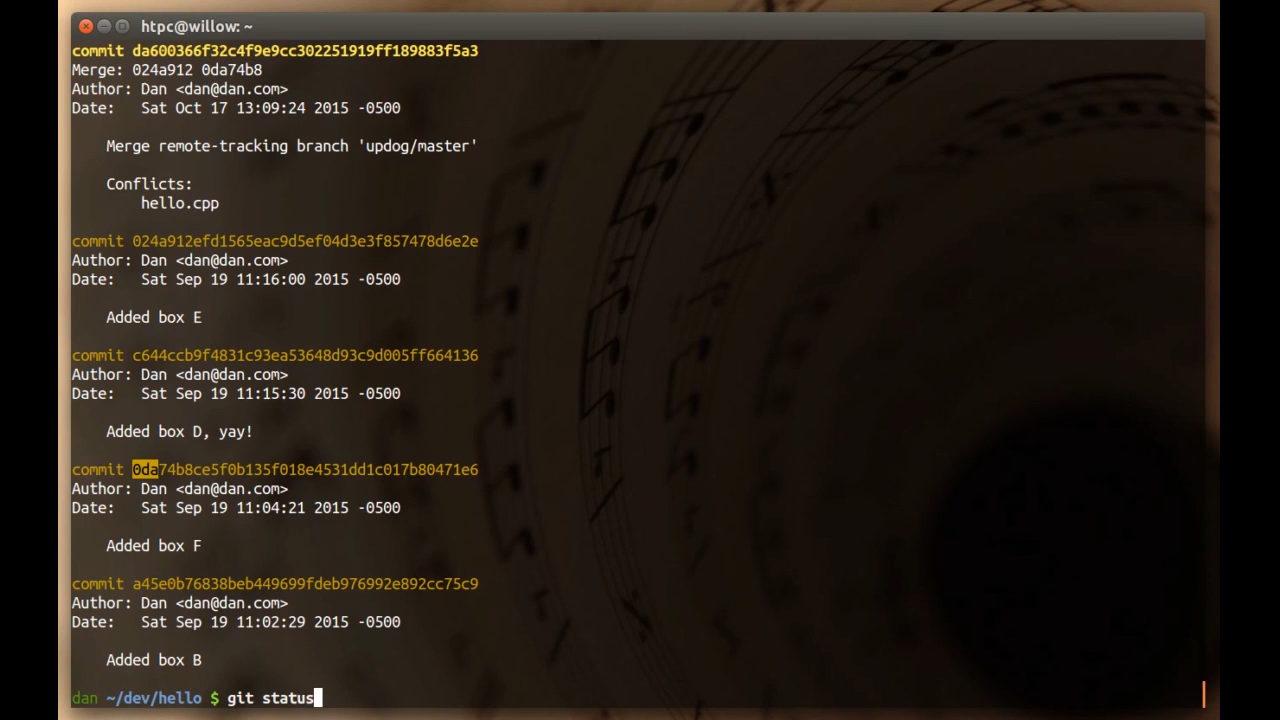 htpc@willow: ~
commit da600366f32c4f9e9cc302251919ff189883f5a3
Merge: 024a912 0da74b8
Author: Dan <dan@dan.com>
Date:   Sat Oct 17 13:09:24 2015 -0500
    Merge remote-tracking branch 'updog/master'
    Conflicts:
        hello.cpp
commit 024a912efd1565eac9d5ef04d3e3f857478d6e2e
Author: Dan <dan@dan.com>
Date:   Sat Sep 19 11:16:00 2015 -0500
    Added box E
commit c644ccb9f4831c93ea53648d93c9d005ff664136
Author: Dan <dan@dan.com>
Date:   Sat Sep 19 11:15:30 2015 -0500
    Added box D, yay!
commit 0da74b8ce5f0b135f018e4531dd1c017b80471e6
Author: Dan <dan@dan.com>
Date:   Sat Sep 19 11:04:21 2015 -0500
    Added box F
commit a45e0b76838beb449699fdeb976992e892cc75c9
Author: Dan <dan@dan.com>
Date:   Sat Sep 19 11:02:29 2015 -0500
    Added box B
dan ~/dev/hello $ git status